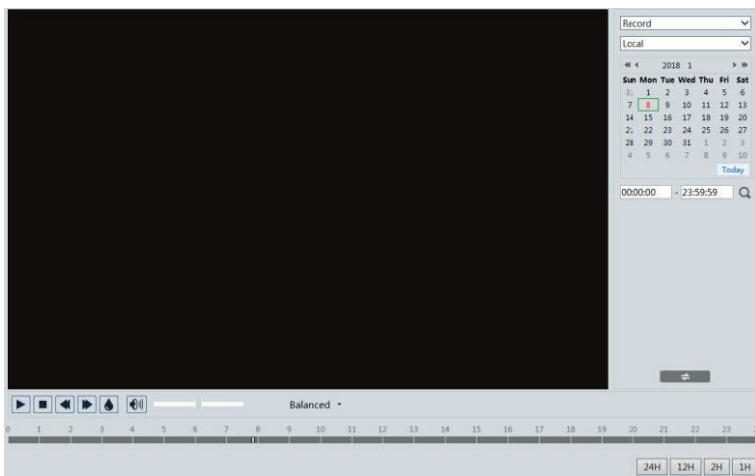 Record
Local
2018 1
Sun Mon Tue Wed Thu Fri Sat
31 1 2 3 4 5 6
7 8 9 10 11 12 13
14 15 16 17 18 19 20
21 22 23 24 25 26 27
28 29 30 31 1 2 3
4 5 6 7 8 9 10
Today
00:00:00 - 23:59:59
Balanced
0 1 2 3 4 5 6 7 8 9 10 11 12 13 14 15 16 17 18 19 20 21 22 23
24H 12H 2H 1H